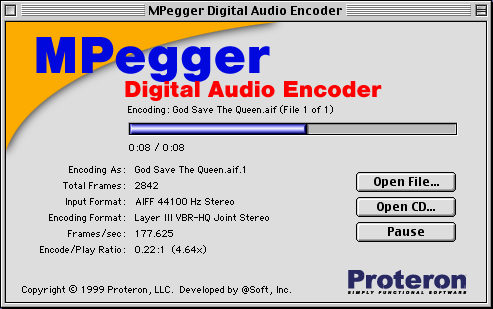 MPegger Digital Audio Encoder
MPegger
Digital Audio Encoder
Encoding: God Save The Queen.aif (File 1 of 1)
0:08 / 0:08
Encoding As: God Save The Queen.aif.1
Total Frames: 2842
Input Format: AIFF 44100 Hz Stereo
Encoding Format: Layer III VBR-HQ Joint Stereo
Frames/sec: 177.625
Encode/Play Ratio: 0.22:1 (4.64x)
Open File...
Open CD...
Pause
Proteron
SIMPLY FUNCTIONAL SOFTWARE
Copyright © 1999 Proteron, LLC. Developed by @Soft, Inc.